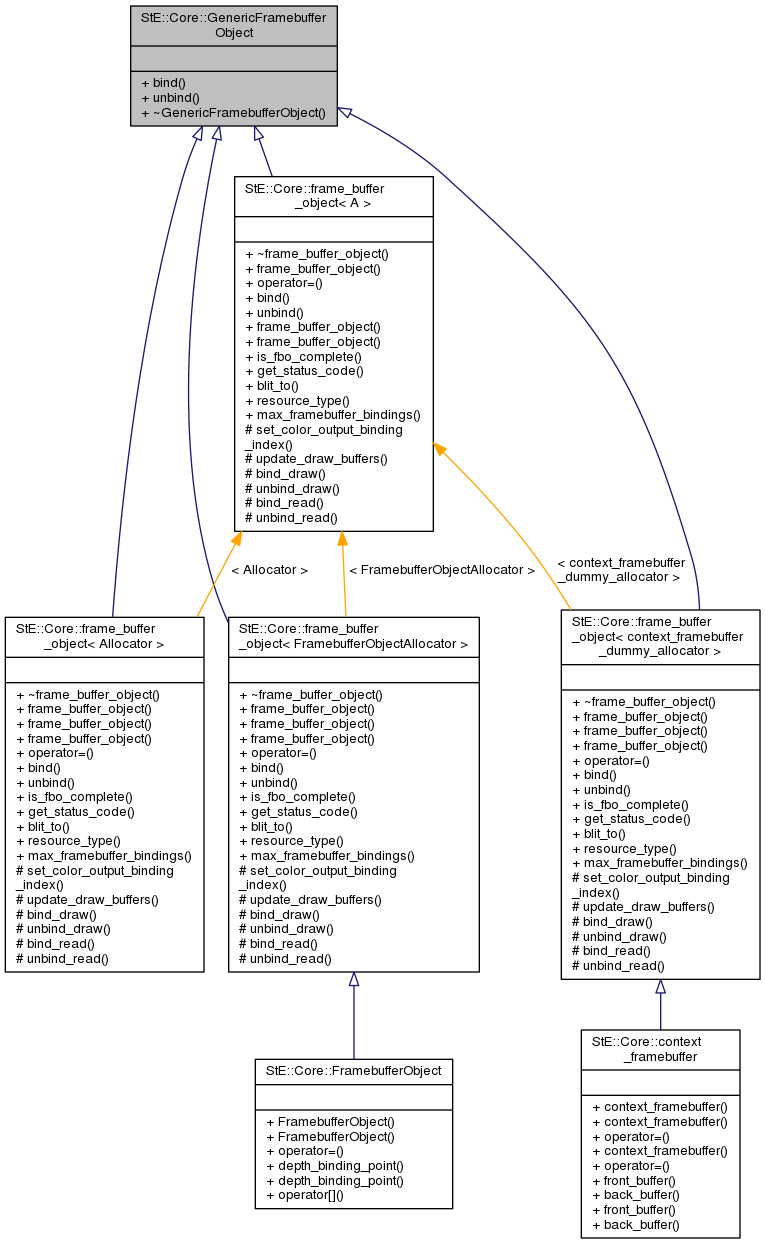 StE::Core::GenericFramebuffer
Object
+ bind()
+ unbind()
+ ~GenericFramebufferObject()
StE::Core::frame_buffer
_object< A >
+ ~frame_buffer_object()
+ frame_buffer_object()
+ operator=()
+ bind()
+ unbind()
+ frame_buffer_object()
+ frame_buffer_object()
+ is_fbo_complete()
+ get_status_code()
+ blit_to()
+ resource_type()
+ max_framebuffer_bindings()
# set_color_output_binding
_index()
# update_draw_buffers()
# bind_draw()
# unbind_draw()
# bind_read()
# unbind_read()
< Allocator >
< FramebufferObjectAllocator >
< context_framebuffer
_dummy_allocator >
StE::Core::frame_buffer
_object< Allocator >
+ ~frame_buffer_object()
+ frame_buffer_object()
+ frame_buffer_object()
+ frame_buffer_object()
+ operator=()
+ bind()
+ unbind()
+ is_fbo_complete()
+ get_status_code()
+ blit_to()
+ resource_type()
+ max_framebuffer_bindings()
# set_color_output_binding
_index()
# update_draw_buffers()
# bind_draw()
# unbind_draw()
# bind_read()
# unbind_read()
StE::Core::frame_buffer
_object< FramebufferObjectAllocator >
+ ~frame_buffer_object()
+ frame_buffer_object()
+ frame_buffer_object()
+ frame_buffer_object()
+ operator=()
+ bind()
+ unbind()
+ is_fbo_complete()
+ get_status_code()
+ blit_to()
+ resource_type()
+ max_framebuffer_bindings()
# set_color_output_binding
_index()
# update_draw_buffers()
# bind_draw()
# unbind_draw()
# bind_read()
# unbind_read()
StE::Core::frame_buffer
_object< context_framebuffer
_dummy_allocator >
+ ~frame_buffer_object()
+ frame_buffer_object()
+ frame_buffer_object()
+ frame_buffer_object()
+ operator=()
+ bind()
+ unbind()
+ is_fbo_complete()
+ get_status_code()
+ blit_to()
+ resource_type()
+ max_framebuffer_bindings()
# set_color_output_binding
_index()
# update_draw_buffers()
# bind_draw()
# unbind_draw()
# bind_read()
# unbind_read()
StE::Core::FramebufferObject
+ FramebufferObject()
+ FramebufferObject()
+ operator=()
+ depth_binding_point()
+ depth_binding_point()
+ operator[]()
StE::Core::context
_framebuffer
+ context_framebuffer()
+ context_framebuffer()
+ operator=()
+ context_framebuffer()
+ operator=()
+ front_buffer()
+ back_buffer()
+ front_buffer()
+ back_buffer()